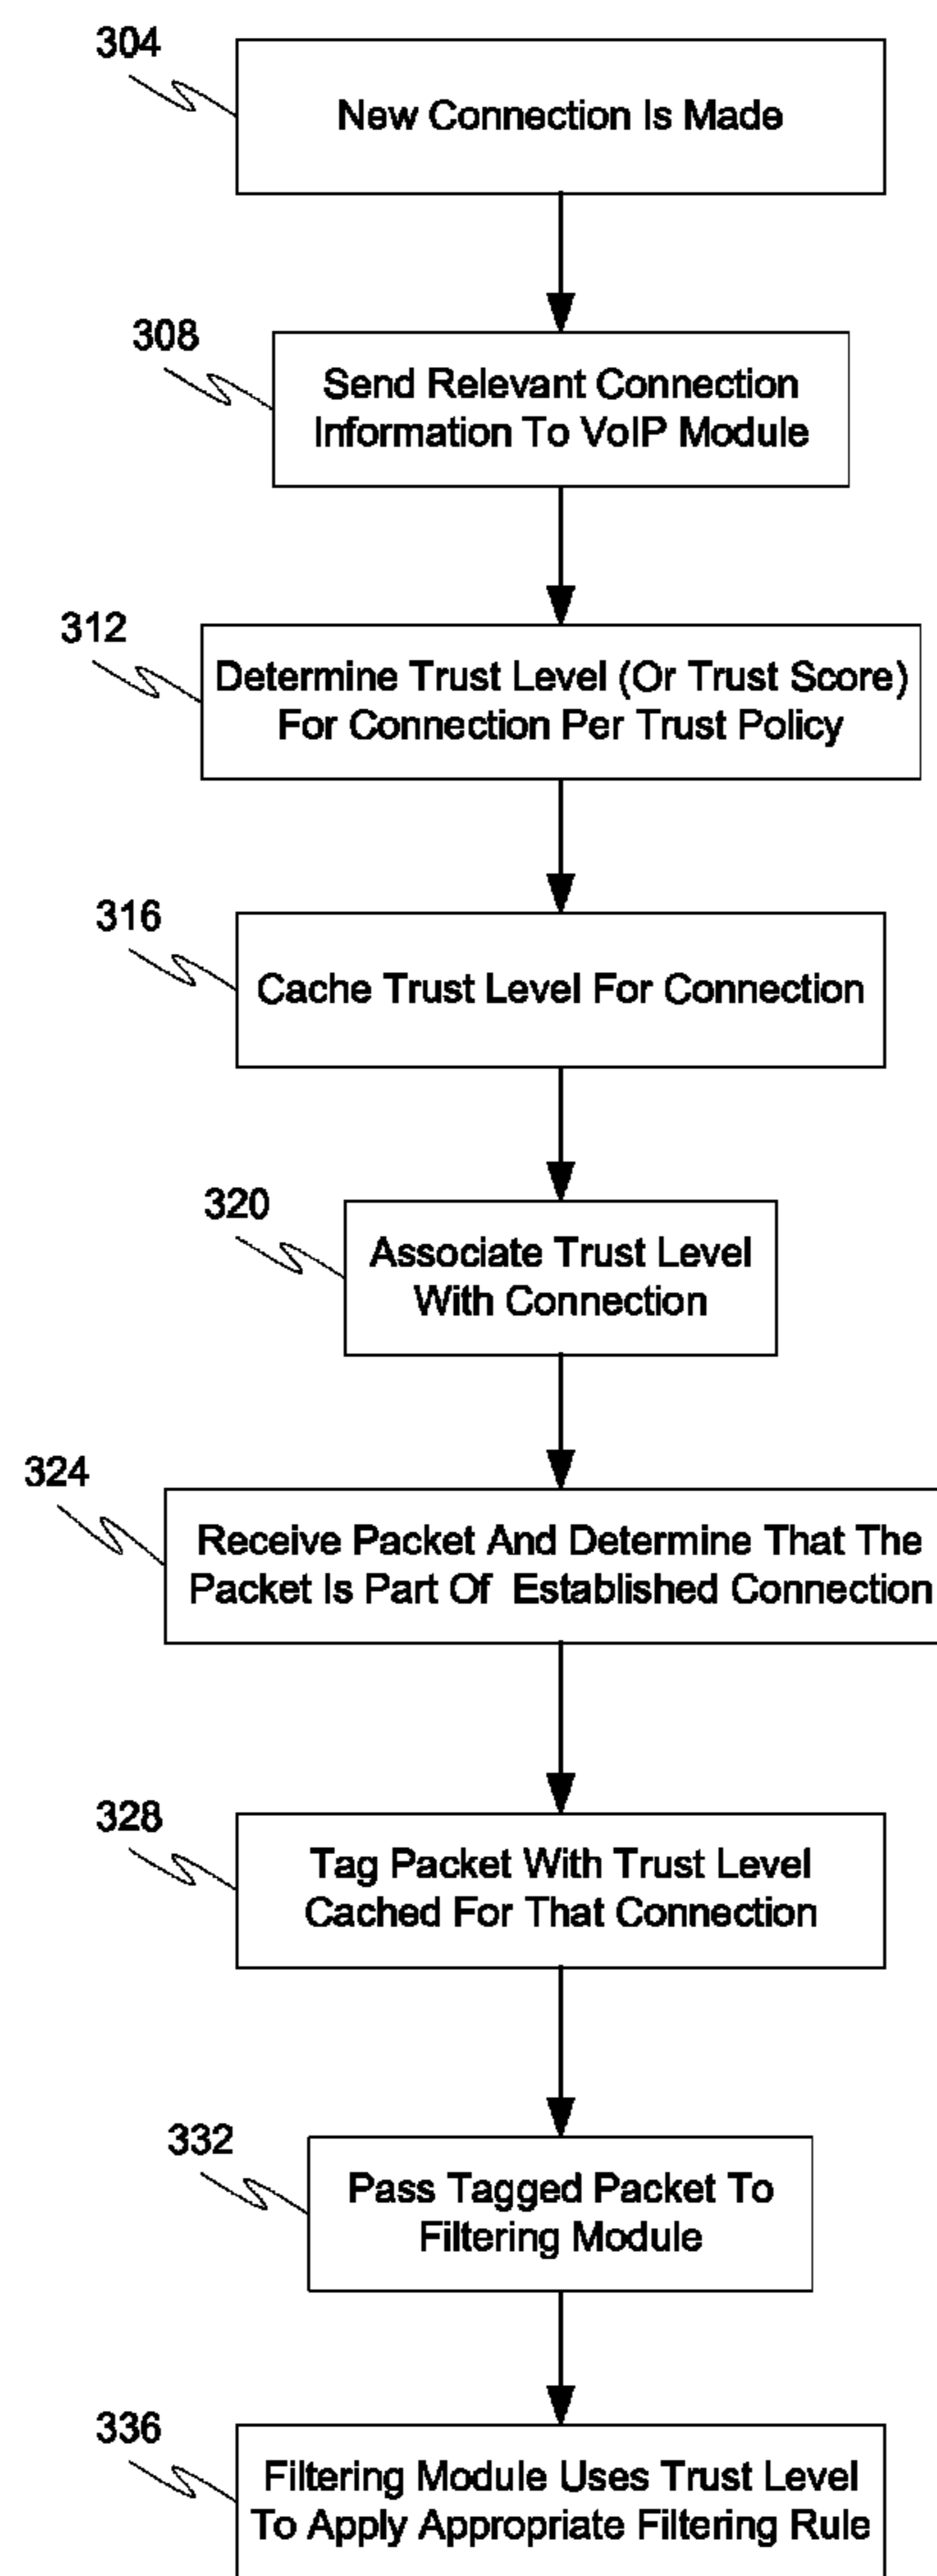 304
New Connection Is Made
308
Send Relevant Connection
Information To VoIP Module
312
Determine Trust Level (Or Trust Score)
For Connection Per Trust Policy
316
Cache Trust Level For Connection
320
Associate Trust Level
With Connection
324
Receive Packet And Determine That The
Packet Is Part Of Established Connection
328
Tag Packet With Trust Level
Cached For That Connection
332
Pass Tagged Packet To
Filtering Module
336
Filtering Module Uses Trust Level
To Apply Appropriate Filtering Rule